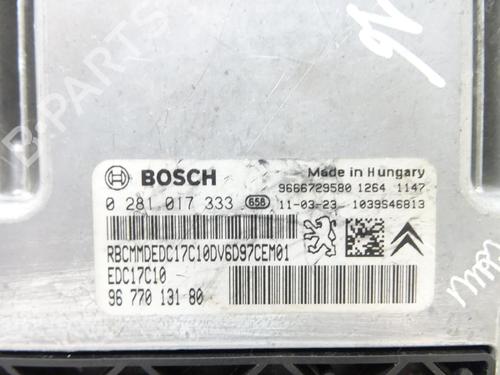 BOSCH
Made in Hungary
9666729580 1264 1147
0 281 017 333 658 11-03-23 1039S46813
RBCMMDEDC17C10DV6D97CEM01
EDC17C10
96 770 131 80
B-PARTS